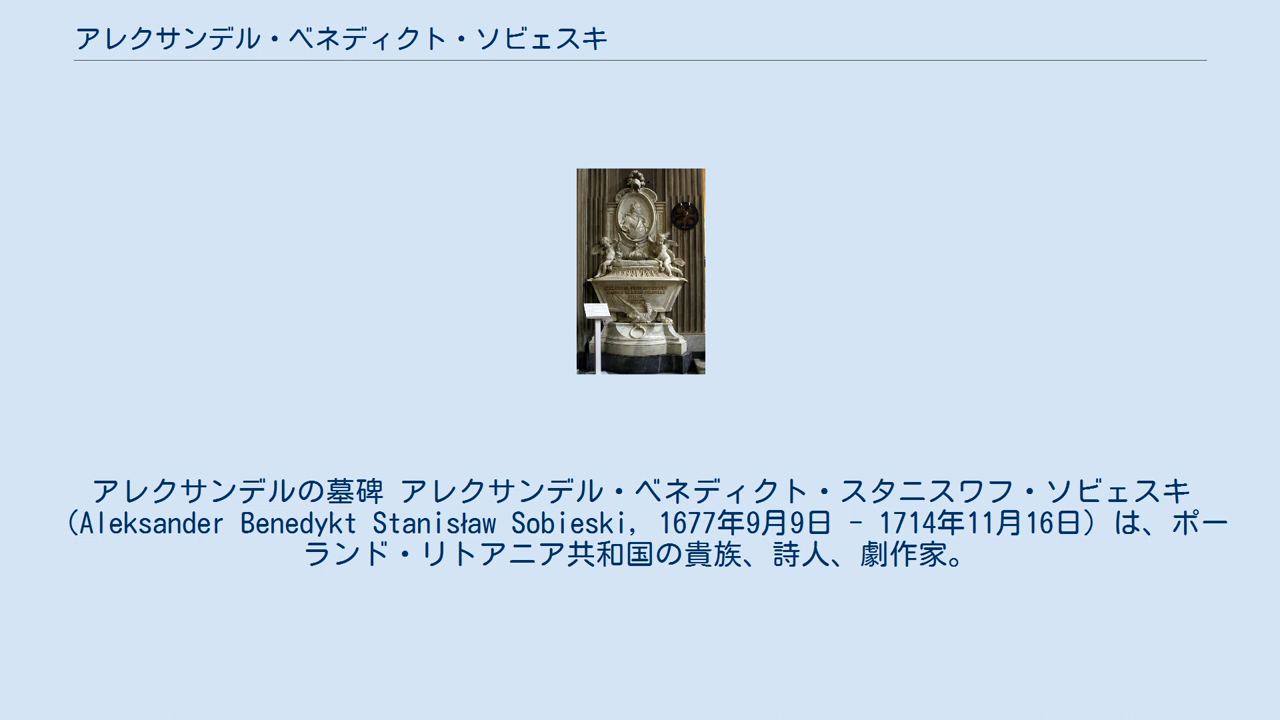 アレクサンデル・ベネディクト・ソビェスキ
アレクサンデルの墓碑 アレクサンデル・ベネディクト・スタニスワフ・ソビェスキ
（Aleksander Benedykt Stanisław Sobieski, 1677年9月9日 - 1714年11月16日）は、ポー
ランド・リトアニア共和国の貴族、詩人、劇作家。